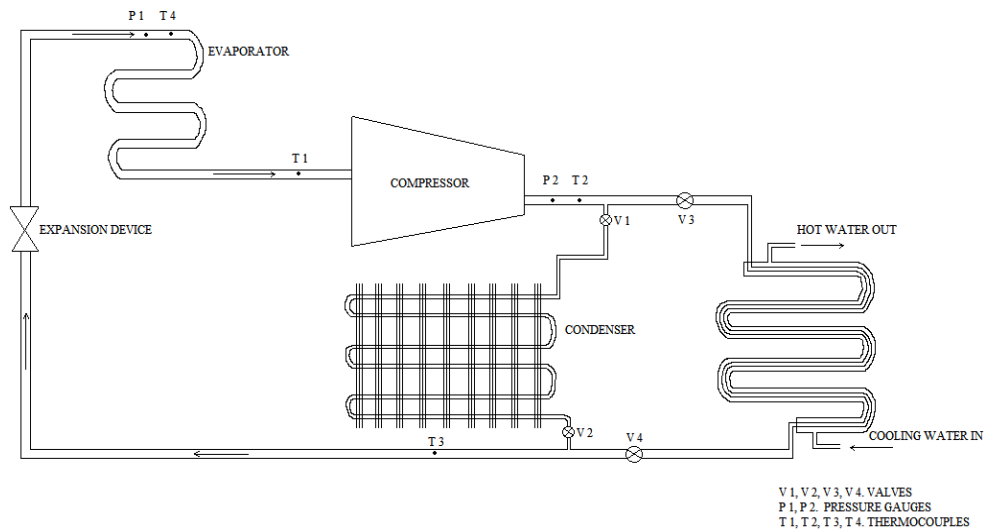 P 1 T 4
EVAPORATOR
T 1
COMPRESSOR
P 2 T 2
V 1
V 3
EXPANSION DEVICE
HOT WATER OUT
CONDENSER
V 2
V 4
COOLING WATER IN
T 3
V 1, V 2, V 3, V 4. VALVES
P 1, P 2. PRESSURE GAUGES
T 1, T 2, T 3, T 4. THERMOCOUPLES